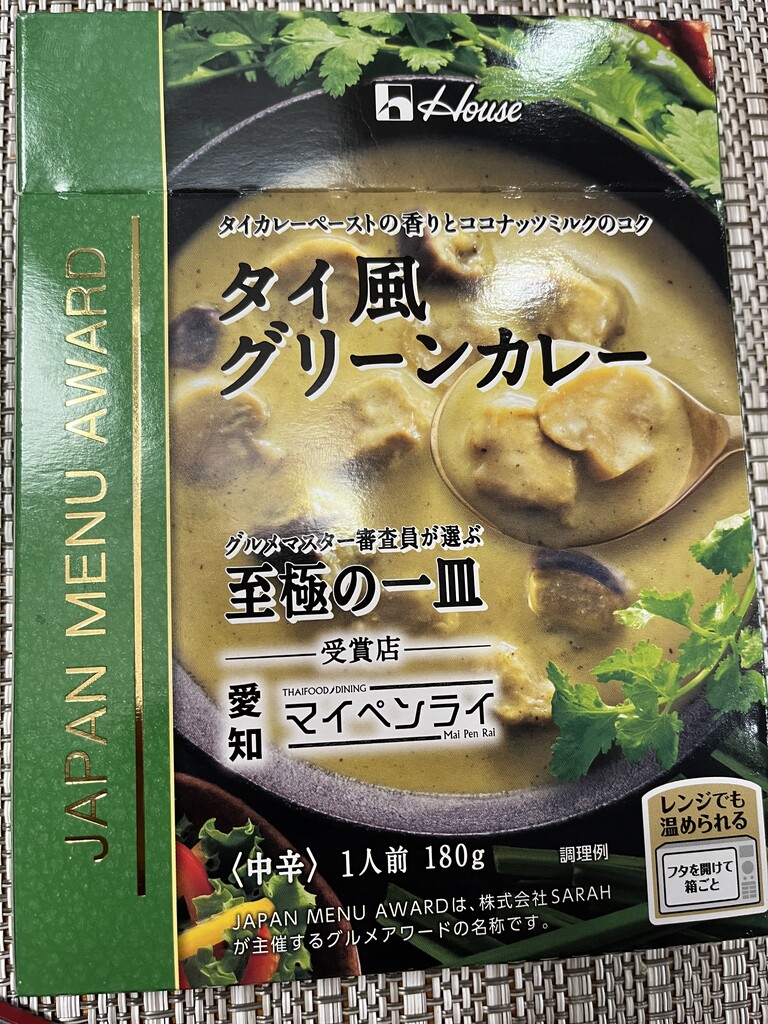 House
タイカレーペーストの香りとココナッツミルクのコク
タイ風
グリーンカレー
JAPAN MENU AWARD
グルメマスター審査員が選ぶ
至極の一皿
受賞店
愛知
THAIFOOD DINING
マイペンライ
Mai Pen Rai
レンジでも
温められる
フタを開けて
箱ごと
〈中辛〉 1人前 180g
調理例
JAPAN MENU AWARDは、株式会社SARAH
が主催するグルメアワードの名称です。